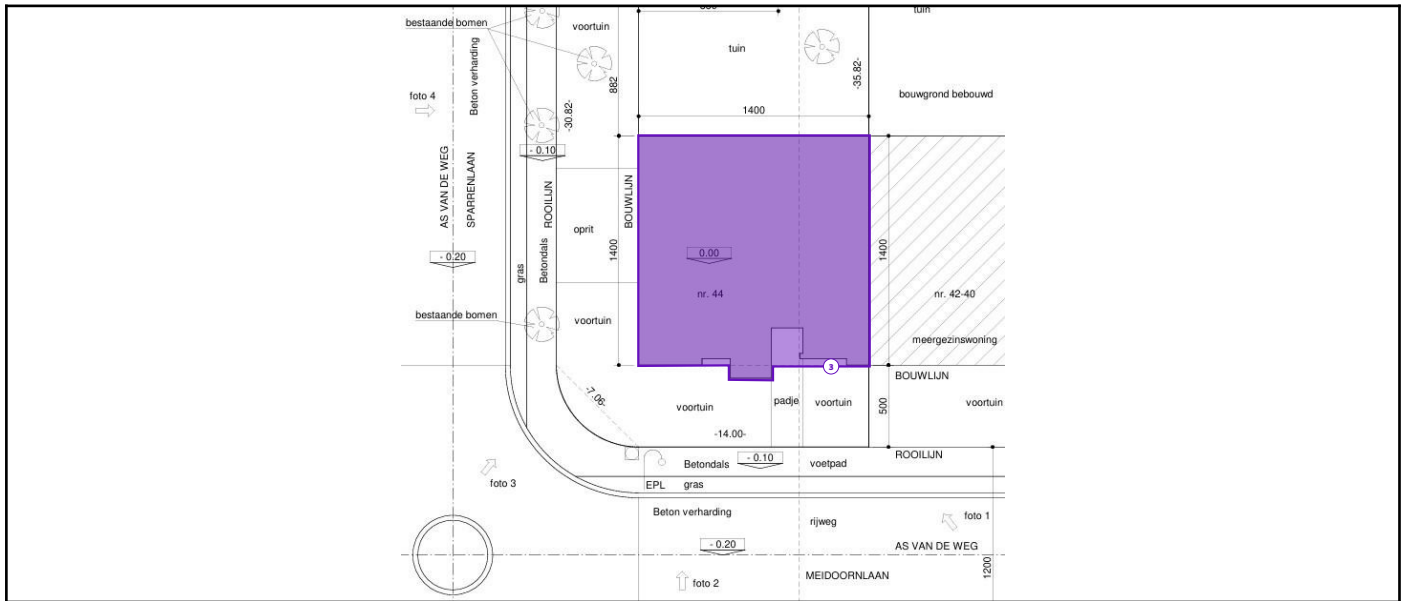 tuin
bestaande bomen
voortuin
tuin
Beton verharding
882
-35.82-
bouwgrond bebouwd
foto 4
-30.82-
1400
- 0.10
AS VAN DE WEG
SPARRENLAAN
ROOILIJN
BOUWLIJN
oprit
1400
0.00
1400
- 0.20
gras
Betondals
nr. 44
nr. 42-40
bestaande bomen
voortuin
meergezinswoning
3
BOUWLIJN
-7.06-
voortuin
padje
voortuin
500
voortuin
-14.00-
ROOILIJN
Betondals
- 0.10
voetpad
foto 3
EPL
gras
Beton verharding
rijweg
foto 1
- 0.20
AS VAN DE WEG
1200
foto 2
MEIDOORNLAAN